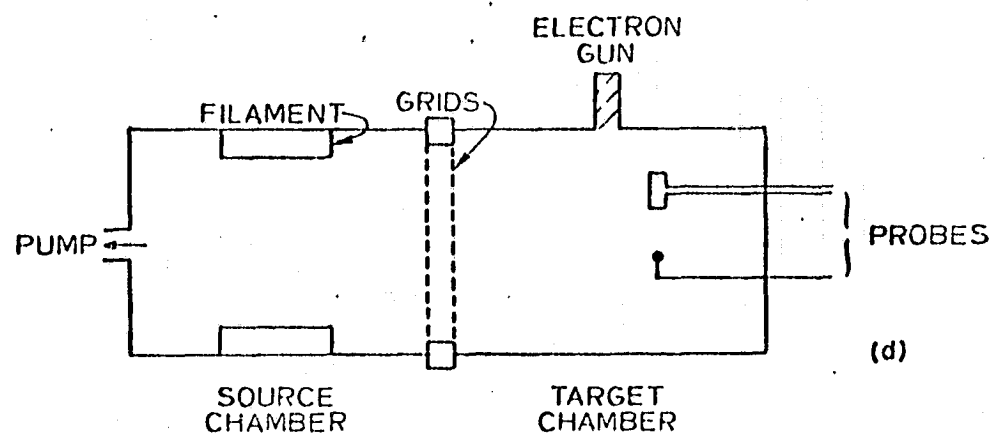 ELECTRON
GUN
FILAMENT
GRIDS
PUMP
PROBES
(d)
SOURCE
CHAMBER
TARGET
CHAMBER